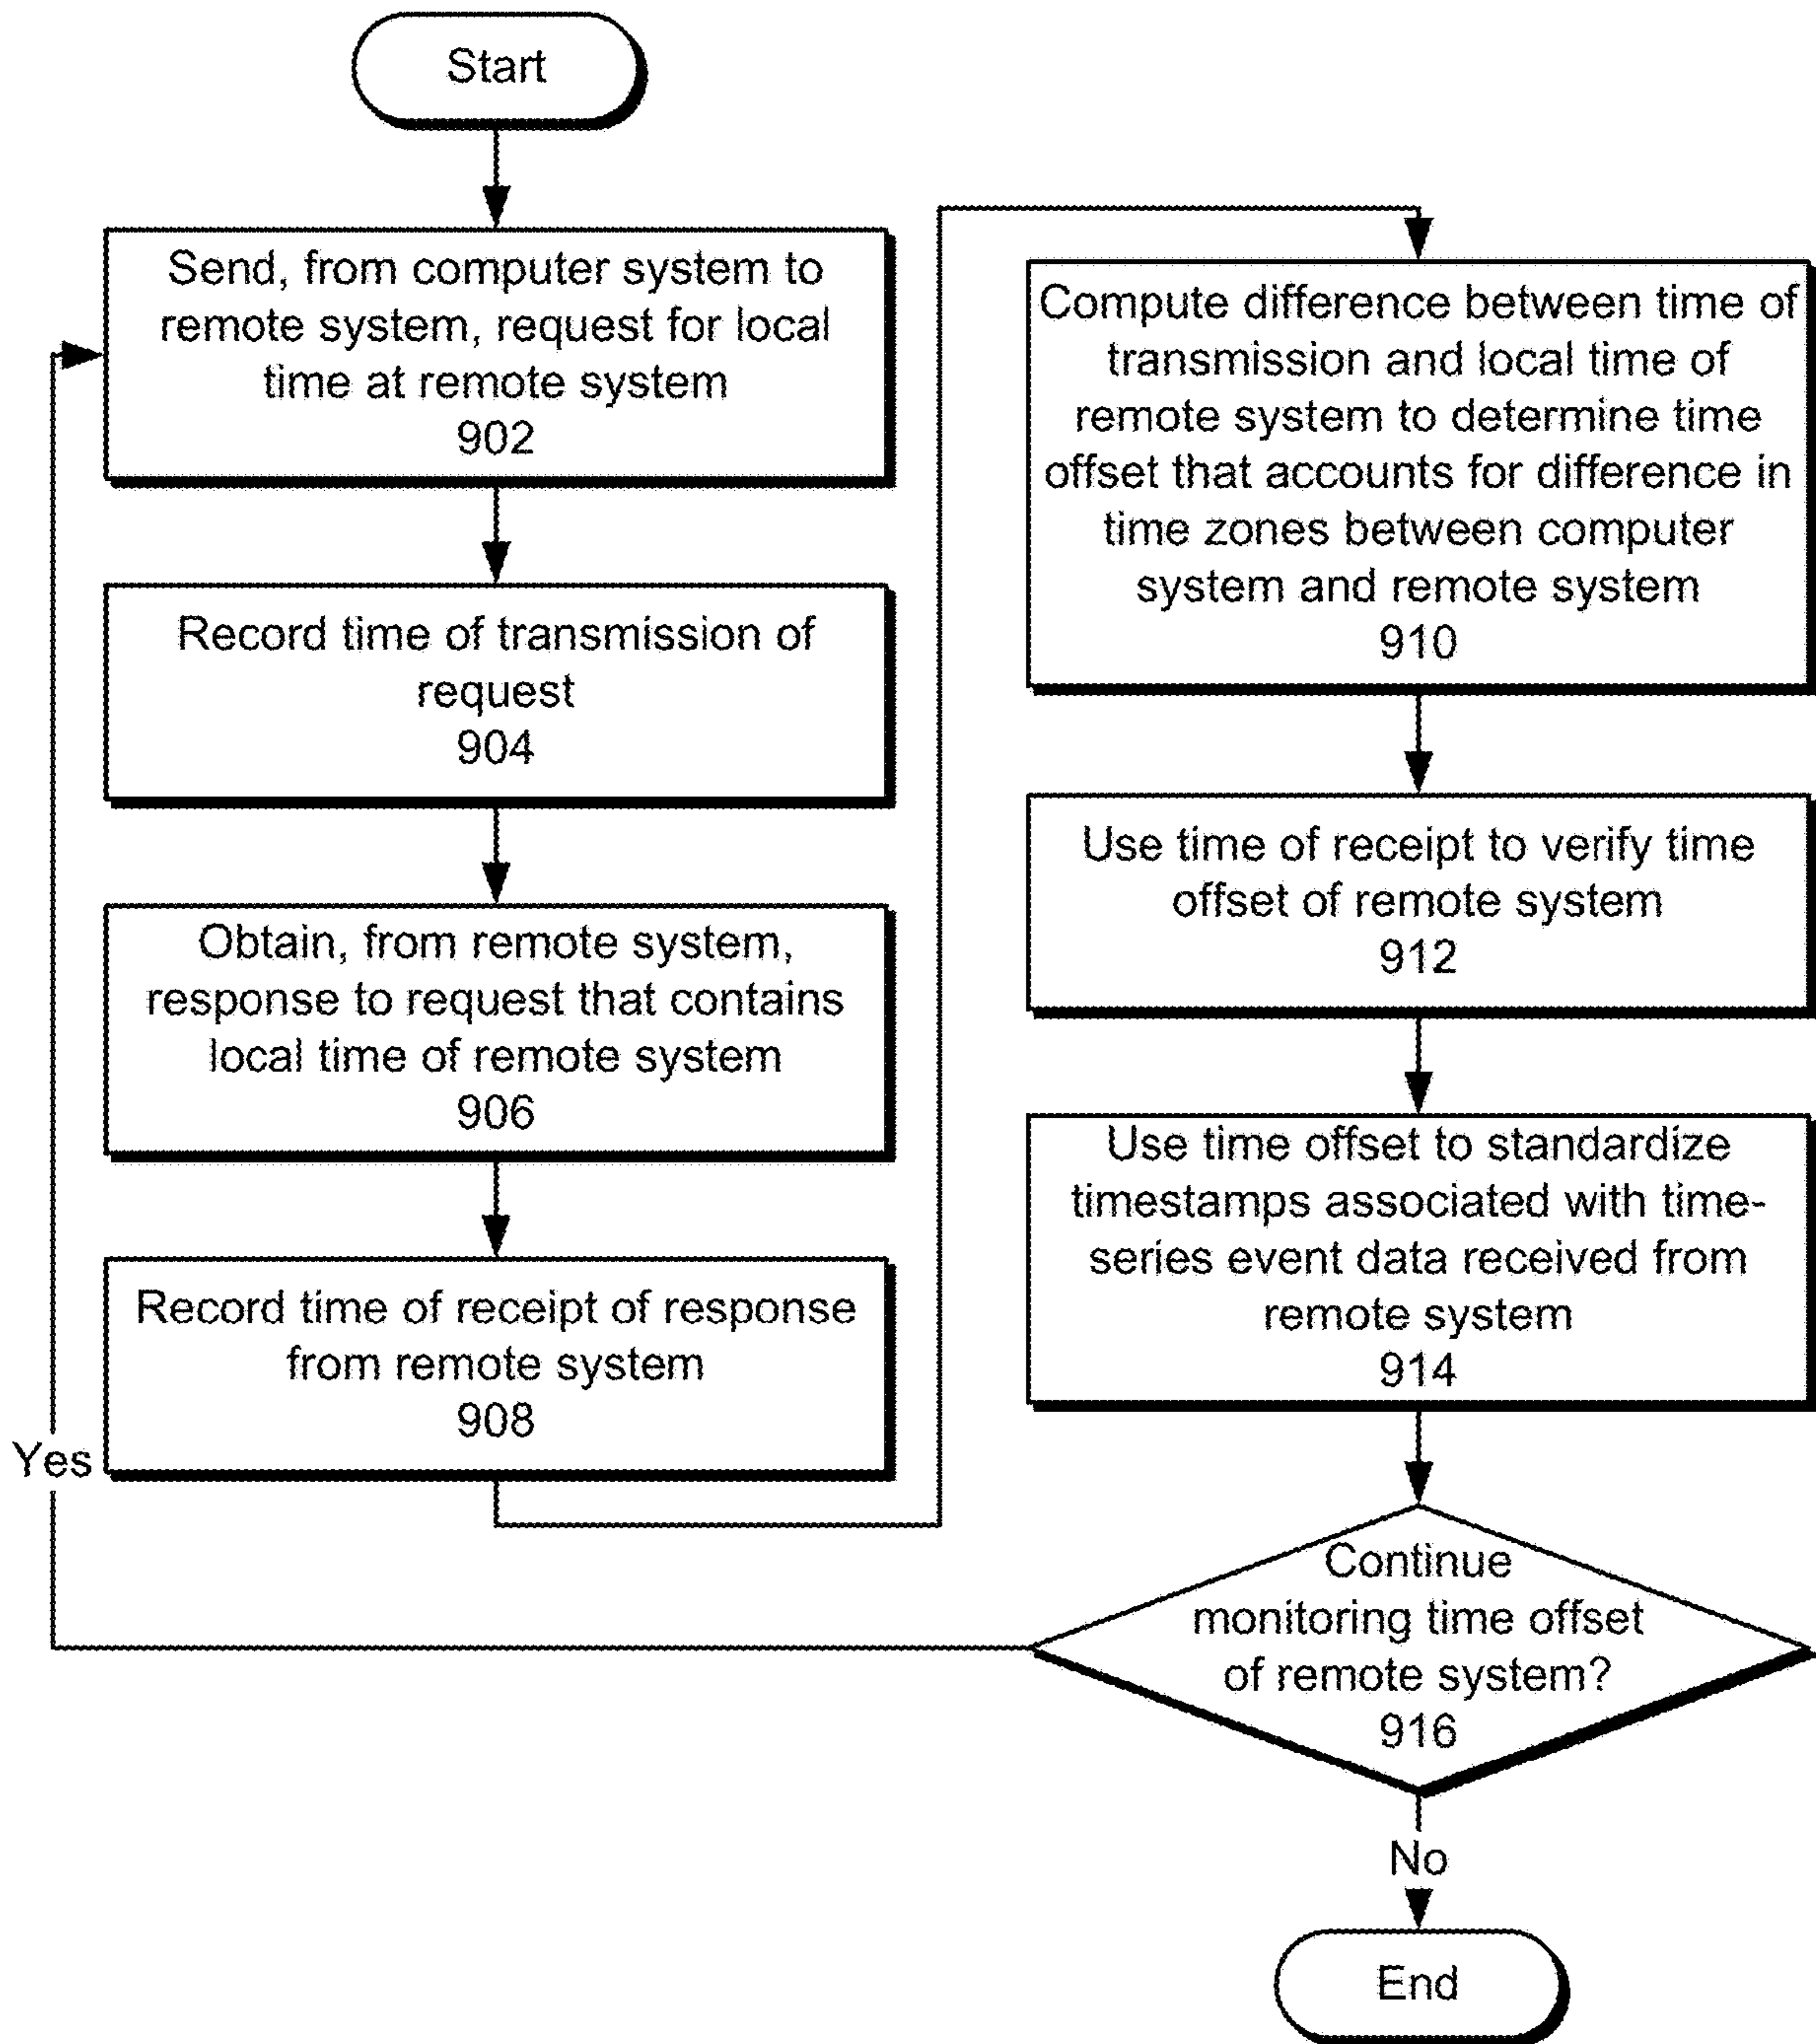 Start
Send, from computer system to
remote system, request for local
time at remote system
902
Record time of transmission of
request
904
Obtain, from remote system,
response to request that contains
local time of remote system
906
Record time of receipt of response
from remote system
908
Yes
Compute difference between time of
transmission and local time of
remote system to determine time
offset that accounts for difference in
time zones between computer
system and remote system
910
Use time of receipt to verify time
offset of remote system
912
Use time offset to standardize
timestamps associated with time-
series event data received from
remote system
914
Continue
monitoring time offset
of remote system?
916
No
End